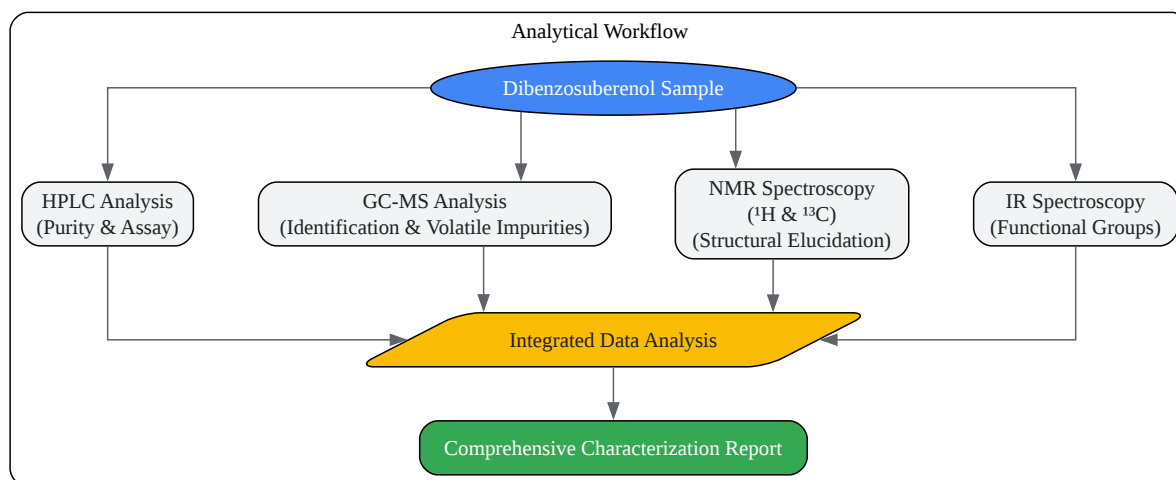 Analytical Workflow
Dibenzosuberenol Sample
HPLC Analysis
(Purity & Assay)
GC-MS Analysis
(Identification & Volatile Impurities)
NMR Spectroscopy
(¹H & ¹³C)
(Structural Elucidation)
IR Spectroscopy
(Functional Groups)
Integrated Data Analysis
Comprehensive Characterization Report